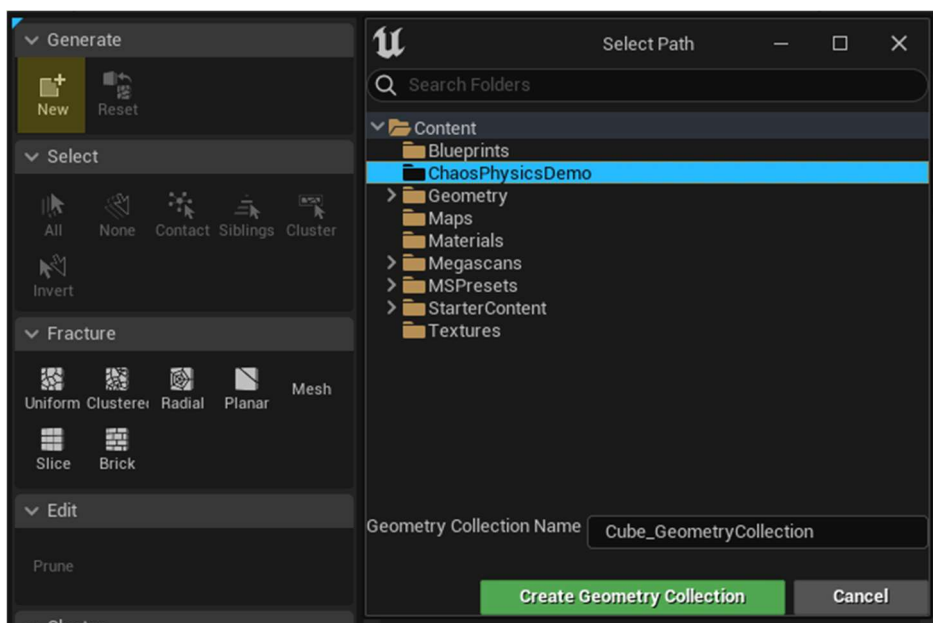 Generate
New Reset
Select
All None Contact Siblings Cluster
Invert
Fracture
Uniform Clustere Radial Planar Mesh
Slice Brick
Edit
Prune
Select Path
Search Folders
Content
Blueprints
ChaosPhysicsDemo
Geometry
Maps
Materials
Megascans
MSPresets
StarterContent
Textures
Geometry Collection Name Cube_GeometryCollection
Create Geometry Collection Cancel